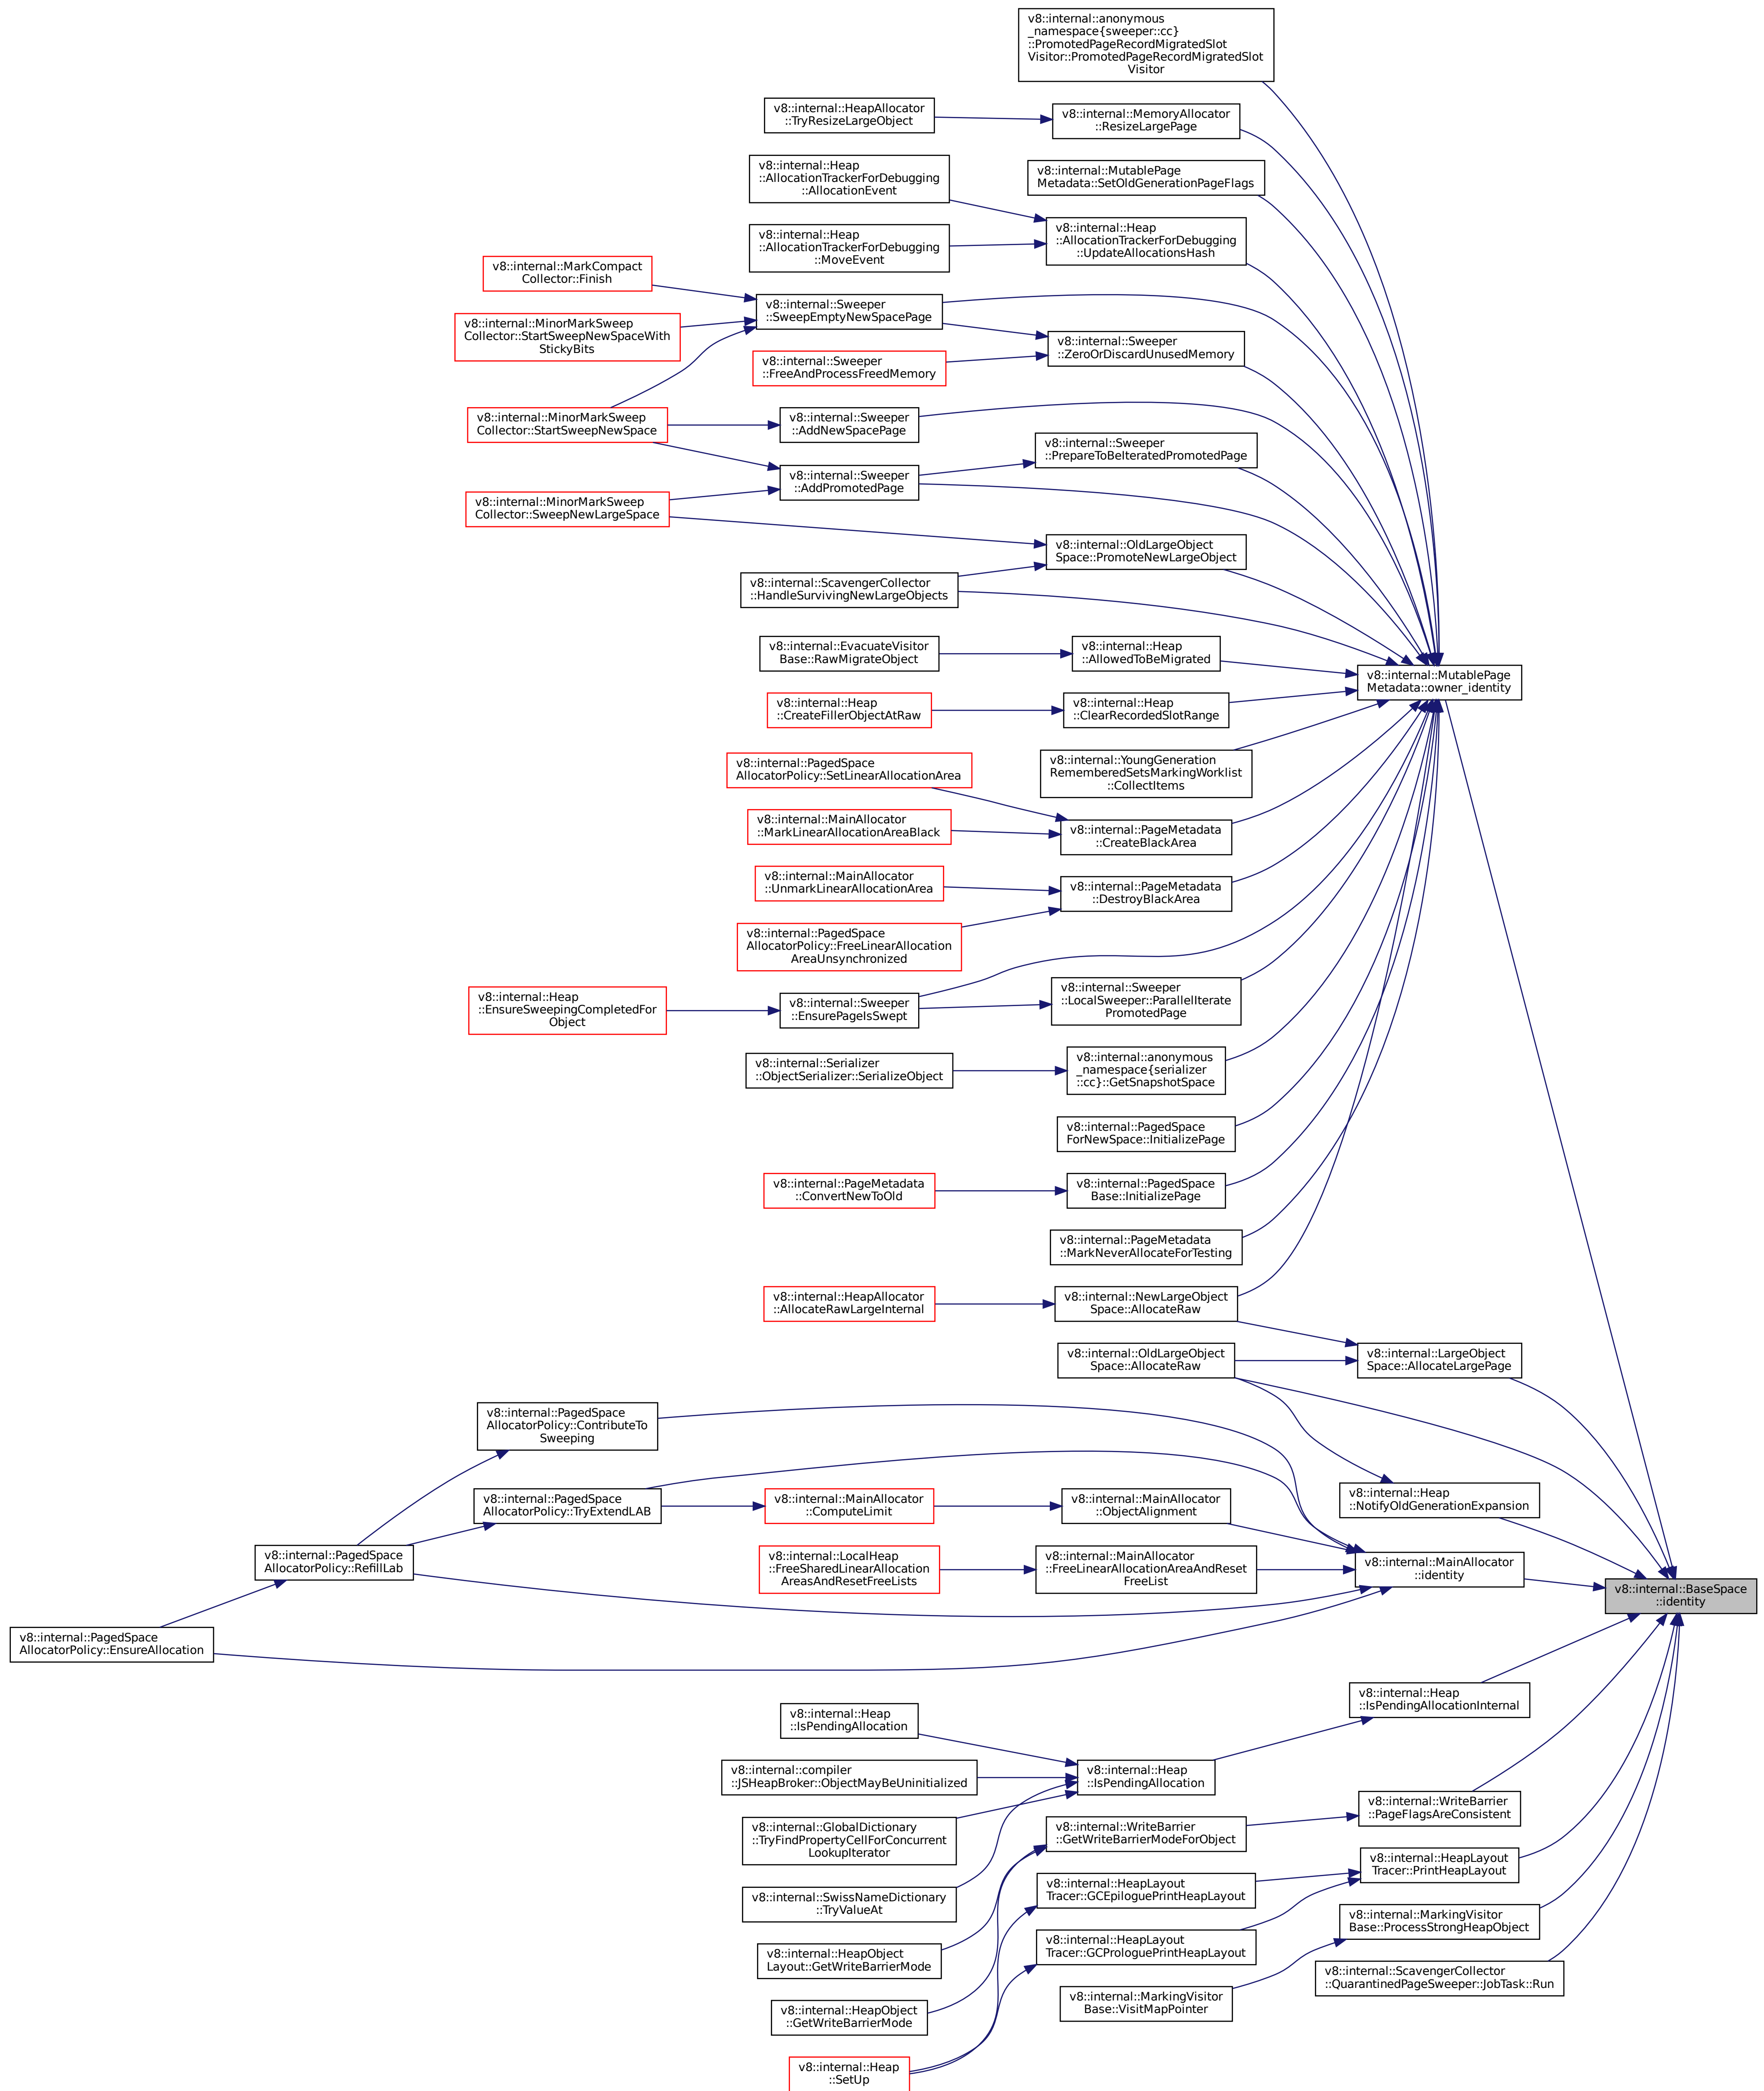 v8::internal::anonymous
_namespace{sweeper::cc}
::PromotedPageRecordMigratedSlot
Visitor::PromotedPageRecordMigratedSlot
Visitor
v8::internal::HeapAllocator
::TryResizeLargeObject
v8::internal::MemoryAllocator
::ResizeLargePage
v8::internal::Heap
::AllocationTrackerForDebugging
::AllocationEvent
v8::internal::MutablePage
Metadata::SetOldGenerationPageFlags
v8::internal::Heap
::AllocationTrackerForDebugging
::MoveEvent
v8::internal::Heap
::AllocationTrackerForDebugging
::UpdateAllocationsHash
v8::internal::MarkCompact
Collector::Finish
v8::internal::Sweeper
::SweepEmptyNewSpacePage
v8::internal::MinorMarkSweep
Collector::StartSweepNewSpaceWith
StickyBits
v8::internal::Sweeper
::ZeroOrDiscardUnusedMemory
v8::internal::Sweeper
::FreeAndProcessFreedMemory
v8::internal::MinorMarkSweep
Collector::StartSweepNewSpace
v8::internal::Sweeper
::AddNewSpacePage
v8::internal::Sweeper
::PrepareToBeIteratedPromotedPage
v8::internal::Sweeper
::AddPromotedPage
v8::internal::MinorMarkSweep
Collector::SweepNewLargeSpace
v8::internal::OldLargeObject
Space::PromoteNewLargeObject
v8::internal::ScavengerCollector
::HandleSurvivingNewLargeObjects
v8::internal::EvacuateVisitor
Base::RawMigrateObject
v8::internal::Heap
::AllowedToBeMigrated
v8::internal::MutablePage
Metadata::owner_identity
v8::internal::Heap
::CreateFillerObjectAtRaw
v8::internal::Heap
::ClearRecordedSlotRange
v8::internal::PagedSpace
AllocatorPolicy::SetLinearAllocationArea
v8::internal::YoungGeneration
RememberedSetsMarkingWorklist
::CollectItems
v8::internal::MainAllocator
::MarkLinearAllocationAreaBlack
v8::internal::PageMetadata
::CreateBlackArea
v8::internal::MainAllocator
::UnmarkLinearAllocationArea
v8::internal::PageMetadata
::DestroyBlackArea
v8::internal::PagedSpace
AllocatorPolicy::FreeLinearAllocation
AreaUnsynchronized
v8::internal::Heap
::EnsureSweepingCompletedFor
Object
v8::internal::Sweeper
::EnsurePageIsSwept
v8::internal::Sweeper
::LocalSweeper::ParallelIterate
PromotedPage
v8::internal::Serializer
::ObjectSerializer::SerializeObject
v8::internal::anonymous
_namespace{serializer
::cc}::GetSnapshotSpace
v8::internal::PagedSpace
ForNewSpace::InitializePage
v8::internal::PageMetadata
::ConvertNewToOld
v8::internal::PagedSpace
Base::InitializePage
v8::internal::PageMetadata
::MarkNeverAllocateForTesting
v8::internal::HeapAllocator
::AllocateRawLargeInternal
v8::internal::NewLargeObject
Space::AllocateRaw
v8::internal::OldLargeObject
Space::AllocateRaw
v8::internal::LargeObject
Space::AllocateLargePage
v8::internal::PagedSpace
AllocatorPolicy::ContributeTo
Sweeping
v8::internal::PagedSpace
AllocatorPolicy::TryExtendLAB
v8::internal::MainAllocator
::ComputeLimit
v8::internal::MainAllocator
::ObjectAlignment
v8::internal::Heap
::NotifyOldGenerationExpansion
v8::internal::PagedSpace
AllocatorPolicy::RefillLab
v8::internal::LocalHeap
::FreeSharedLinearAllocation
AreasAndResetFreeLists
v8::internal::MainAllocator
::FreeLinearAllocationAreaAndReset
FreeList
v8::internal::MainAllocator
::identity
v8::internal::BaseSpace
::identity
v8::internal::PagedSpace
AllocatorPolicy::EnsureAllocation
v8::internal::Heap
::IsPendingAllocationInternal
v8::internal::Heap
::IsPendingAllocation
v8::internal::compiler
::JSHeapBroker::ObjectMayBeUninitialized
v8::internal::Heap
::IsPendingAllocation
v8::internal::WriteBarrier
::PageFlagsAreConsistent
v8::internal::GlobalDictionary
::TryFindPropertyCellForConcurrent
LookupIterator
v8::internal::WriteBarrier
::GetWriteBarrierModeForObject
v8::internal::HeapLayout
Tracer::PrintHeapLayout
v8::internal::SwissNameDictionary
::TryValueAt
v8::internal::HeapLayout
Tracer::GCEpiloguePrintHeapLayout
v8::internal::MarkingVisitor
Base::ProcessStrongHeapObject
v8::internal::HeapObject
Layout::GetWriteBarrierMode
v8::internal::HeapLayout
Tracer::GCProloguePrintHeapLayout
v8::internal::ScavengerCollector
::QuarantinedPageSweeper::JobTask::Run
v8::internal::HeapObject
::GetWriteBarrierMode
v8::internal::MarkingVisitor
Base::VisitMapPointer
v8::internal::Heap
::SetUp